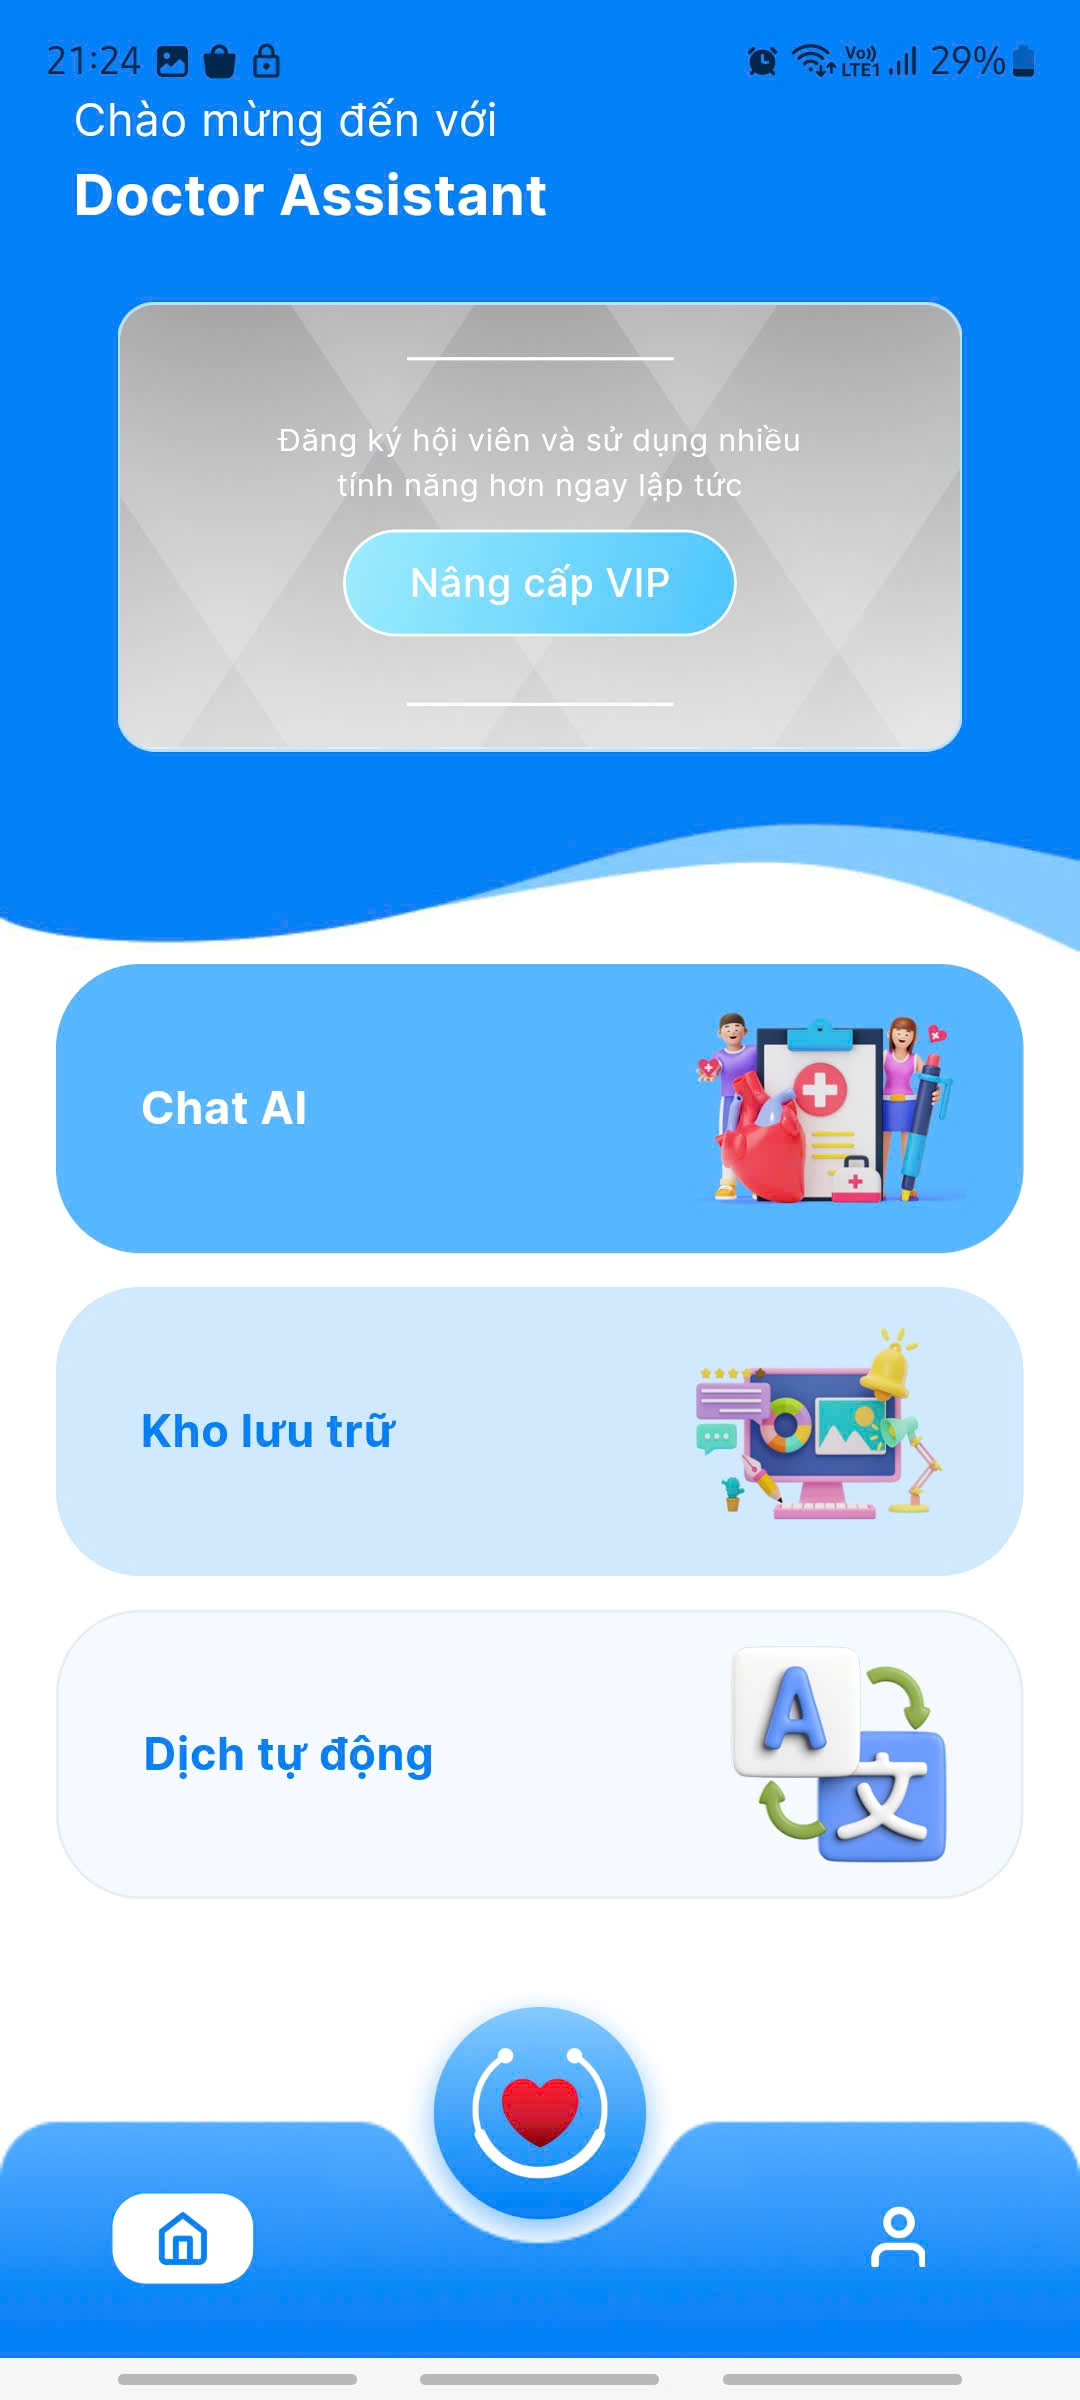 21:24
Vo)) LTE1 29%
Chào mừng đến với
Doctor Assistant
Đăng ký hội viên và sử dụng nhiều
tính năng hơn ngay lập tức
Nâng cấp VIP
Chat AI
Kho lưu trữ
Dịch tự động
A
文